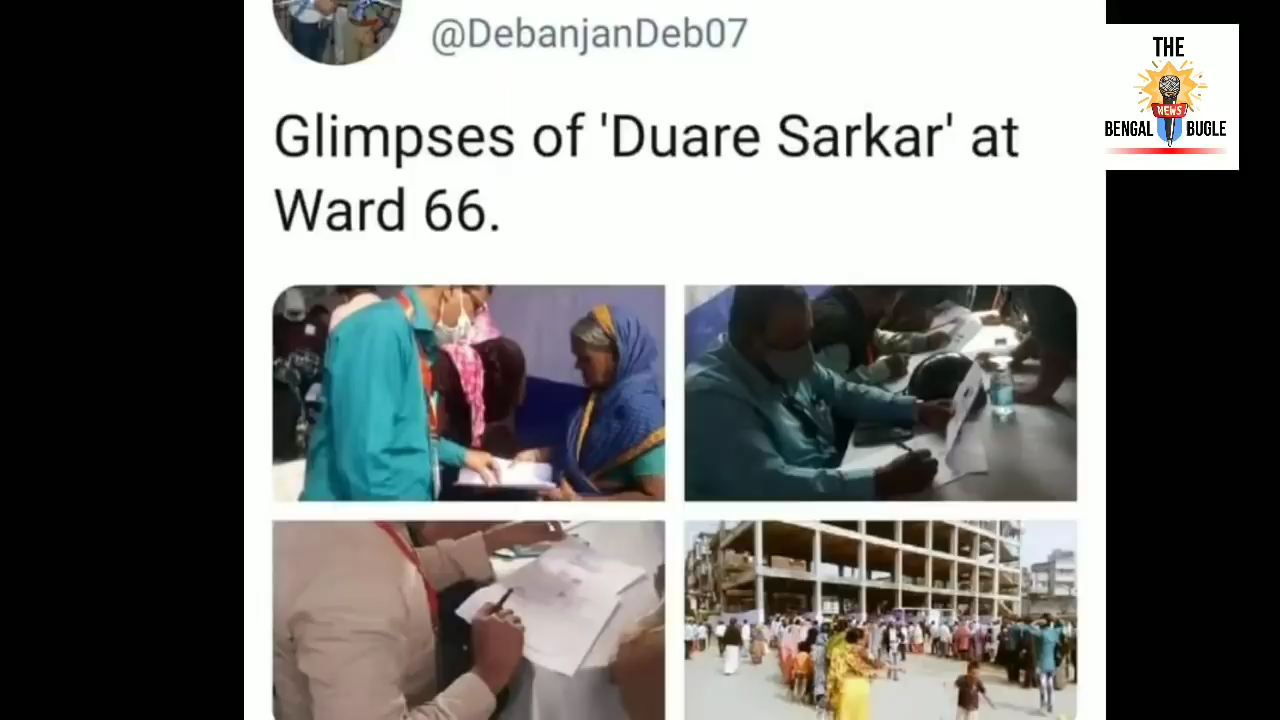 @DebanjanDeb07
Glimpses of 'Duare Sarkar' at
Ward 66.
THE
NEWS
BENGAL BUGLE